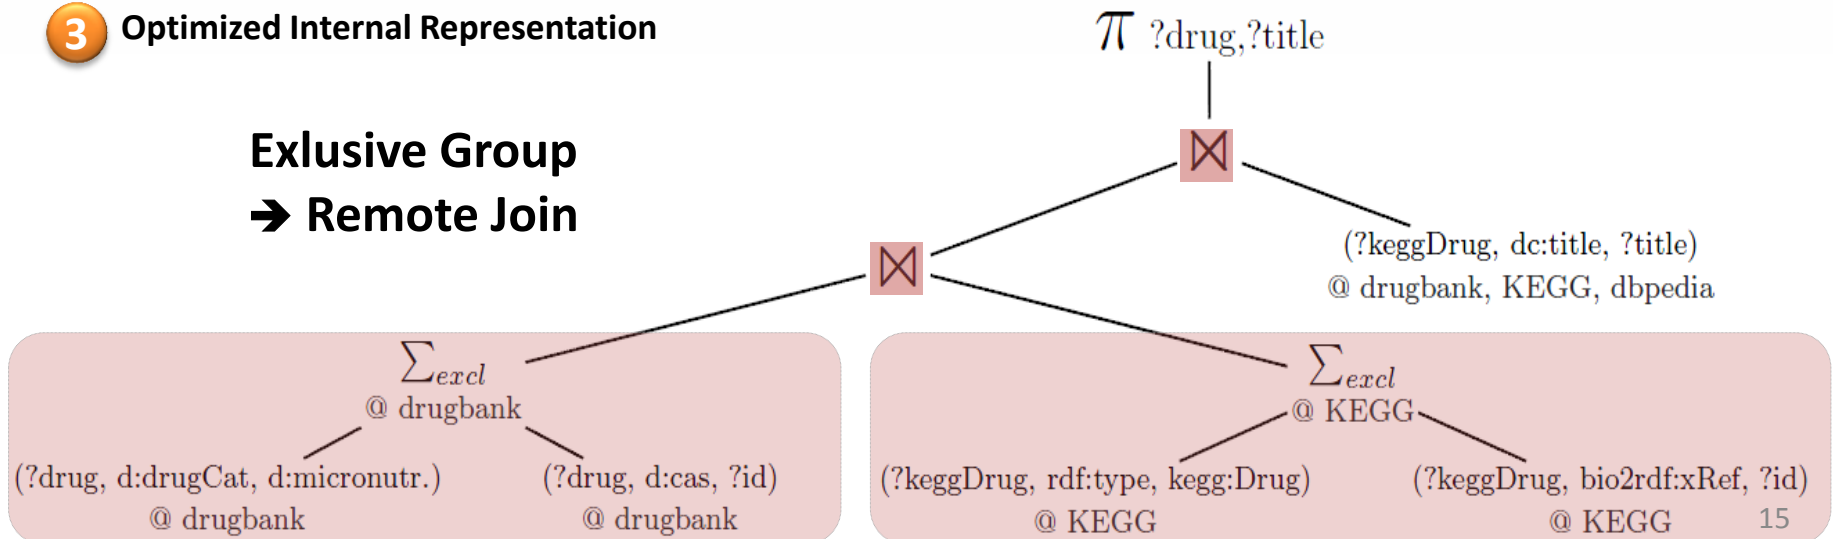 3 Optimized Internal Representation
π ?drug,?title
Exlusive Group
➔ Remote Join
⋈
(?keggDrug, dc:title, ?title)
@ drugbank, KEGG, dbpedia
⋈
∑excl
@ drugbank
(?drug, d:drugCat, d:micronutr.)
@ drugbank
(?drug, d:cas, ?id)
@ drugbank
∑excl
@ KEGG
(?keggDrug, rdf:type, kegg:Drug)
@ KEGG
(?keggDrug, bio2rdf:xRef, ?id)
@ KEGG
15